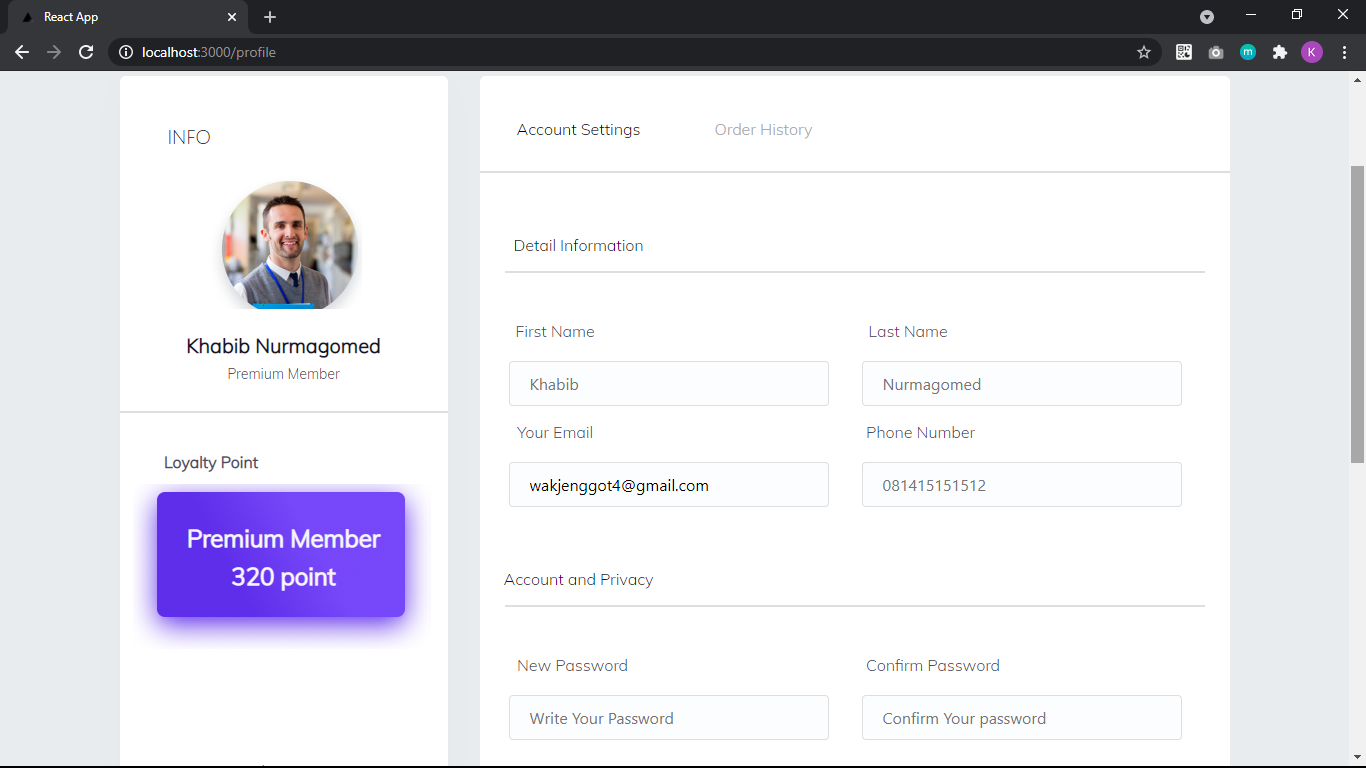 React App
localhost:3000/profile
m
K
INFO
Khabib Nurmagomed
Premium Member
Loyalty Point
Premium Member
320 point
Account Settings
Order History
Detail Information
First Name
Last Name
Khabib
Nurmagomed
Your Email
Phone Number
wakjenggot4@gmail.com
081415151512
Account and Privacy
New Password
Confirm Password
Write Your Password
Confirm Your password